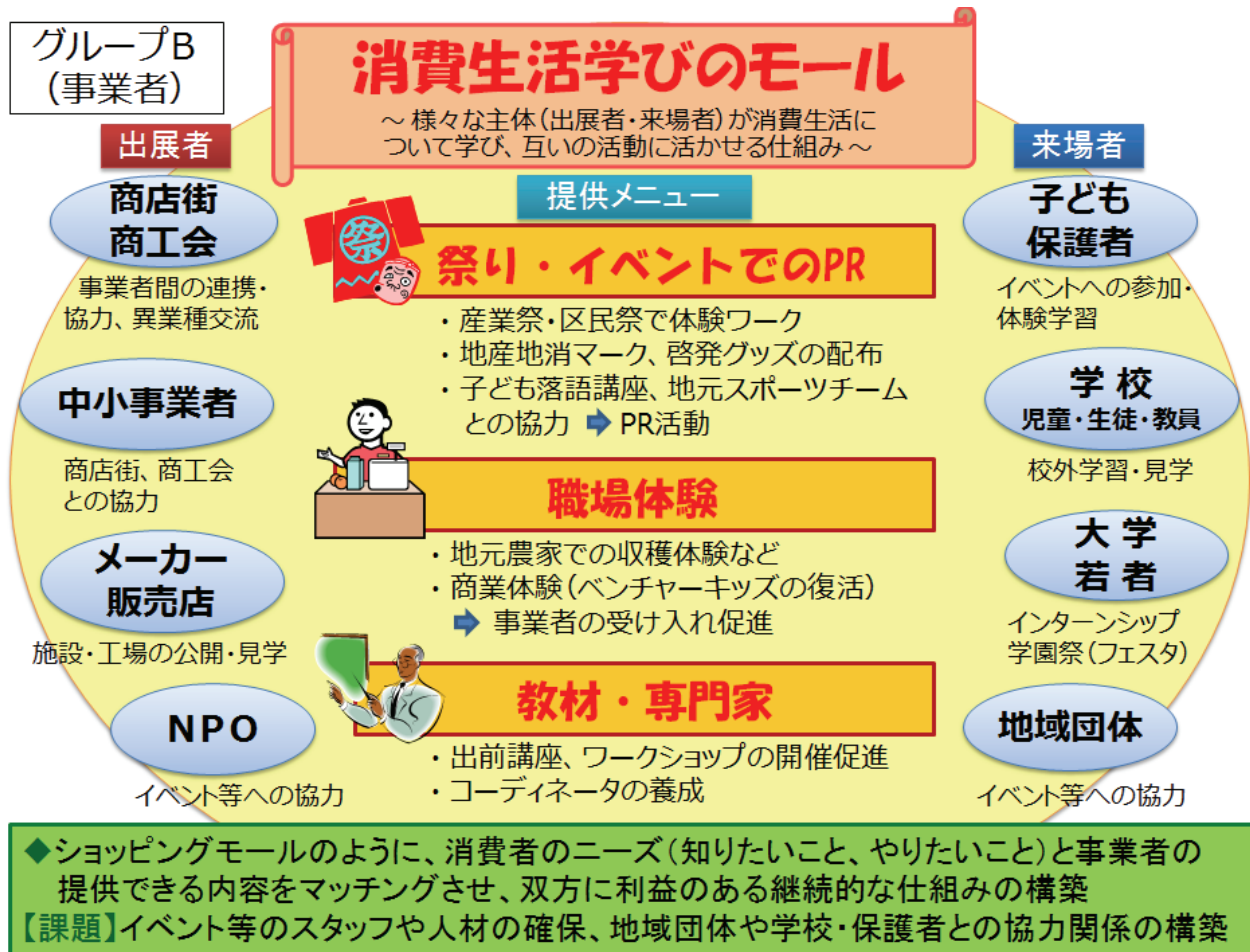 グループB
（事業者）
消費生活学びのモール
～ 様々な主体（出展者・来場者）が消費生活に
ついて学び、互いの活動に活かせる仕組み ～
出展者
商店街
商工会
事業者間の連携・
協力、異業種交流
中小事業者
商店街、商工会
との協力
メーカー
販売店
施設・工場の公開・見学
NPO
イベント等への協力
提供メニュー
祭
祭り・イベントでのPR
・産業祭・区民祭で体験ワーク
・地産地消マーク、啓発グッズの配布
・子ども落語講座、地元スポーツチーム
との協力 ➡ PR活動
職場体験
・地元農家での収穫体験など
・商業体験（ベンチャーキッズの復活）
➡ 事業者の受け入れ促進
教材・専門家
・出前講座、ワークショップの開催促進
・コーディネータの養成
来場者
子ども
保護者
イベントへの参加・
体験学習
学 校
児童・生徒・教員
校外学習・見学
大 学
若 者
インターンシップ
学園祭（フェスタ）
地域団体
イベント等への協力
◆ショッピングモールのように、消費者のニーズ（知りたいこと、やりたいこと）と事業者の
提供できる内容をマッチングさせ、双方に利益のある継続的な仕組みの構築
【課題】イベント等のスタッフや人材の確保、地域団体や学校・保護者との協力関係の構築